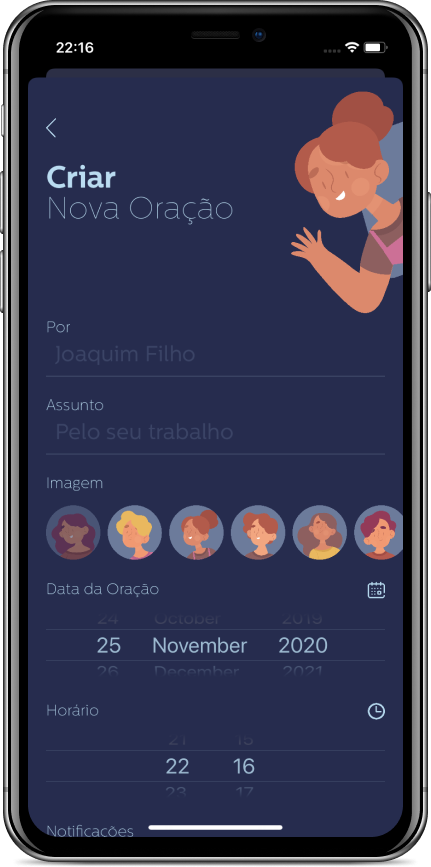 22:16
Criar
Nova Oração
Por
Joaquim Filho
Assunto
Pelo seu trabalho
Imagem
Data da Oração
24 October 2019
25 November 2020
26 December 2021
Horário
21 15
22 16
23 17
Notificações